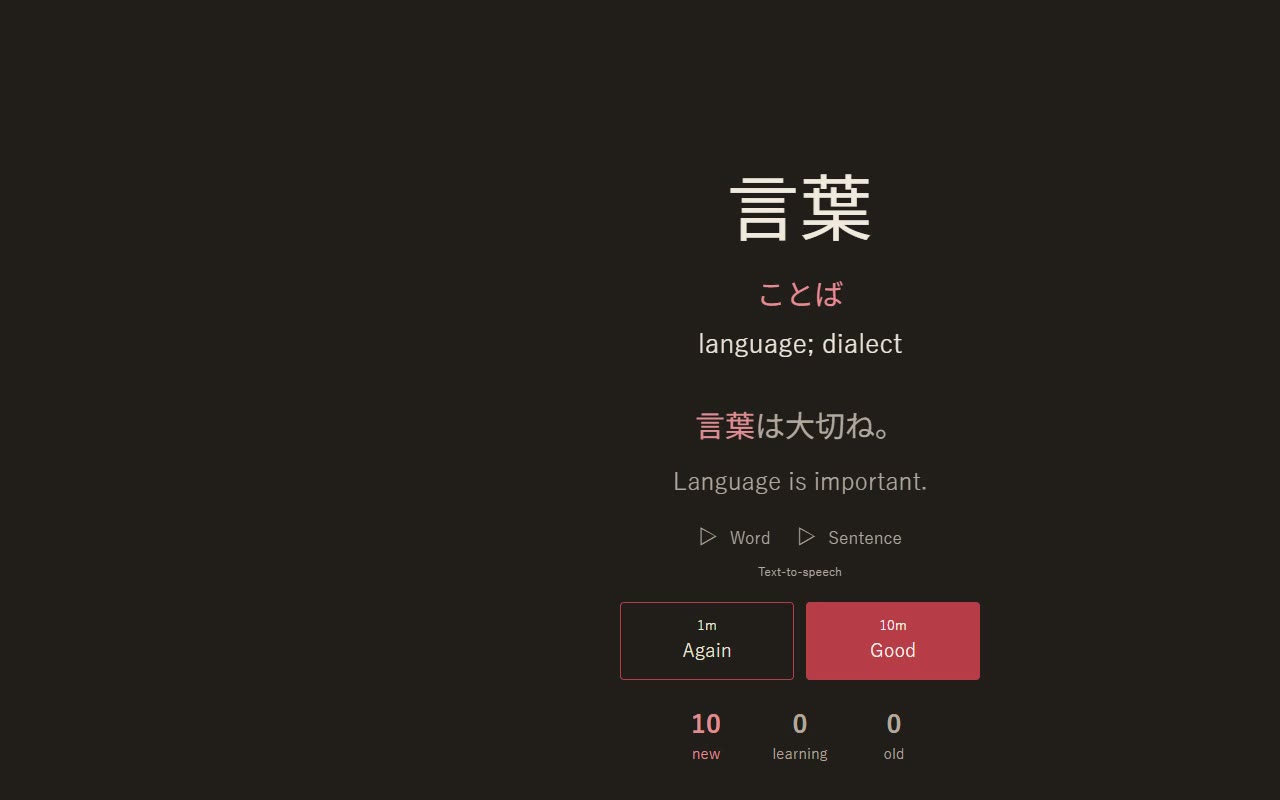 言葉
ことば
language; dialect
言葉は大切ね。
Language is important.
Word Sentence
Text-to-speech
1m 10m
Again Good
10 0 0
new learning old